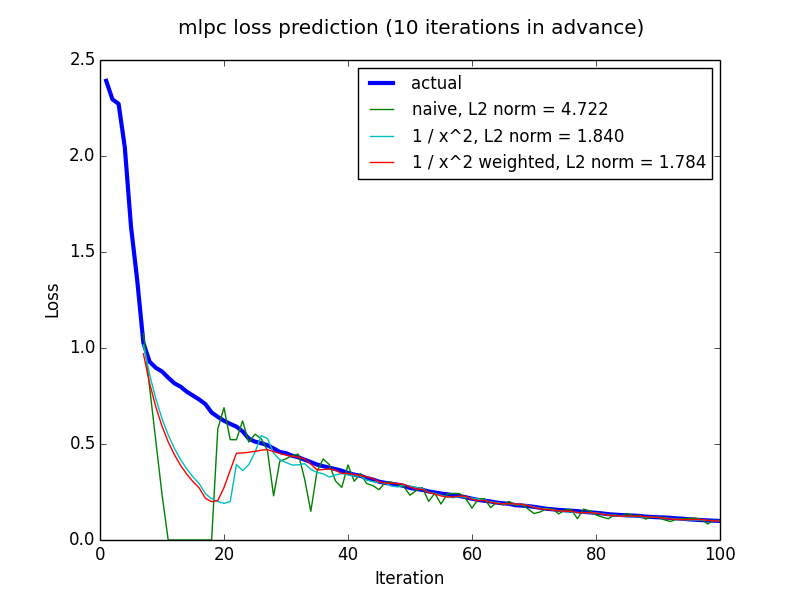 mlpc loss prediction (10 iterations in advance)
2.5
2.0
1.5
1.0
0.5
0.0
Loss
actual
naive, L2 norm = 4.722
1 / x^2, L2 norm = 1.840
1 / x^2 weighted, L2 norm = 1.784
0 20 40 60 80 100
Iteration